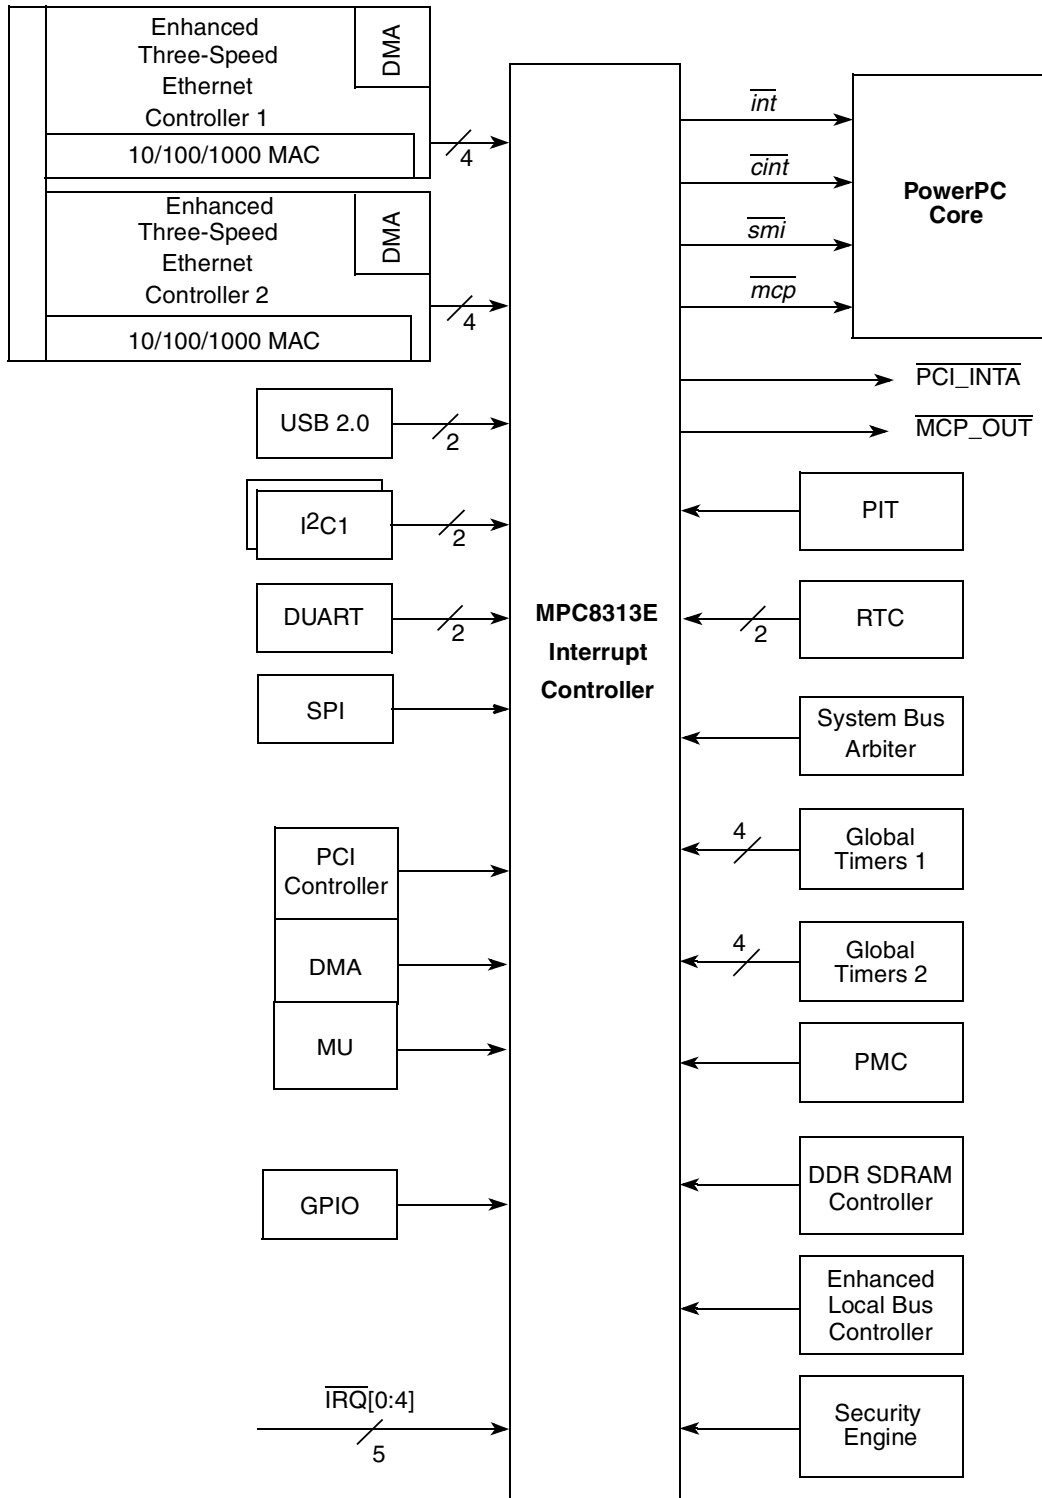 Enhanced
Three-Speed
Ethernet
Controller 1
DMA
10/100/1000 MAC
4
Enhanced
Three-Speed
Ethernet
Controller 2
DMA
10/100/1000 MAC
4
USB 2.0
2
I2C1
2
DUART
2
SPI
PCI
Controller
DMA
MU
GPIO
IRQ[0:4]
5
MPC8313E
Interrupt
Controller
int
cint
smi
mcp
PowerPC
Core
PCI_INTA
MCP_OUT
PIT
RTC
2
System Bus
Arbiter
4
Global
Timers 1
4
Global
Timers 2
PMC
DDR SDRAM
Controller
Enhanced
Local Bus
Controller
Security
Engine